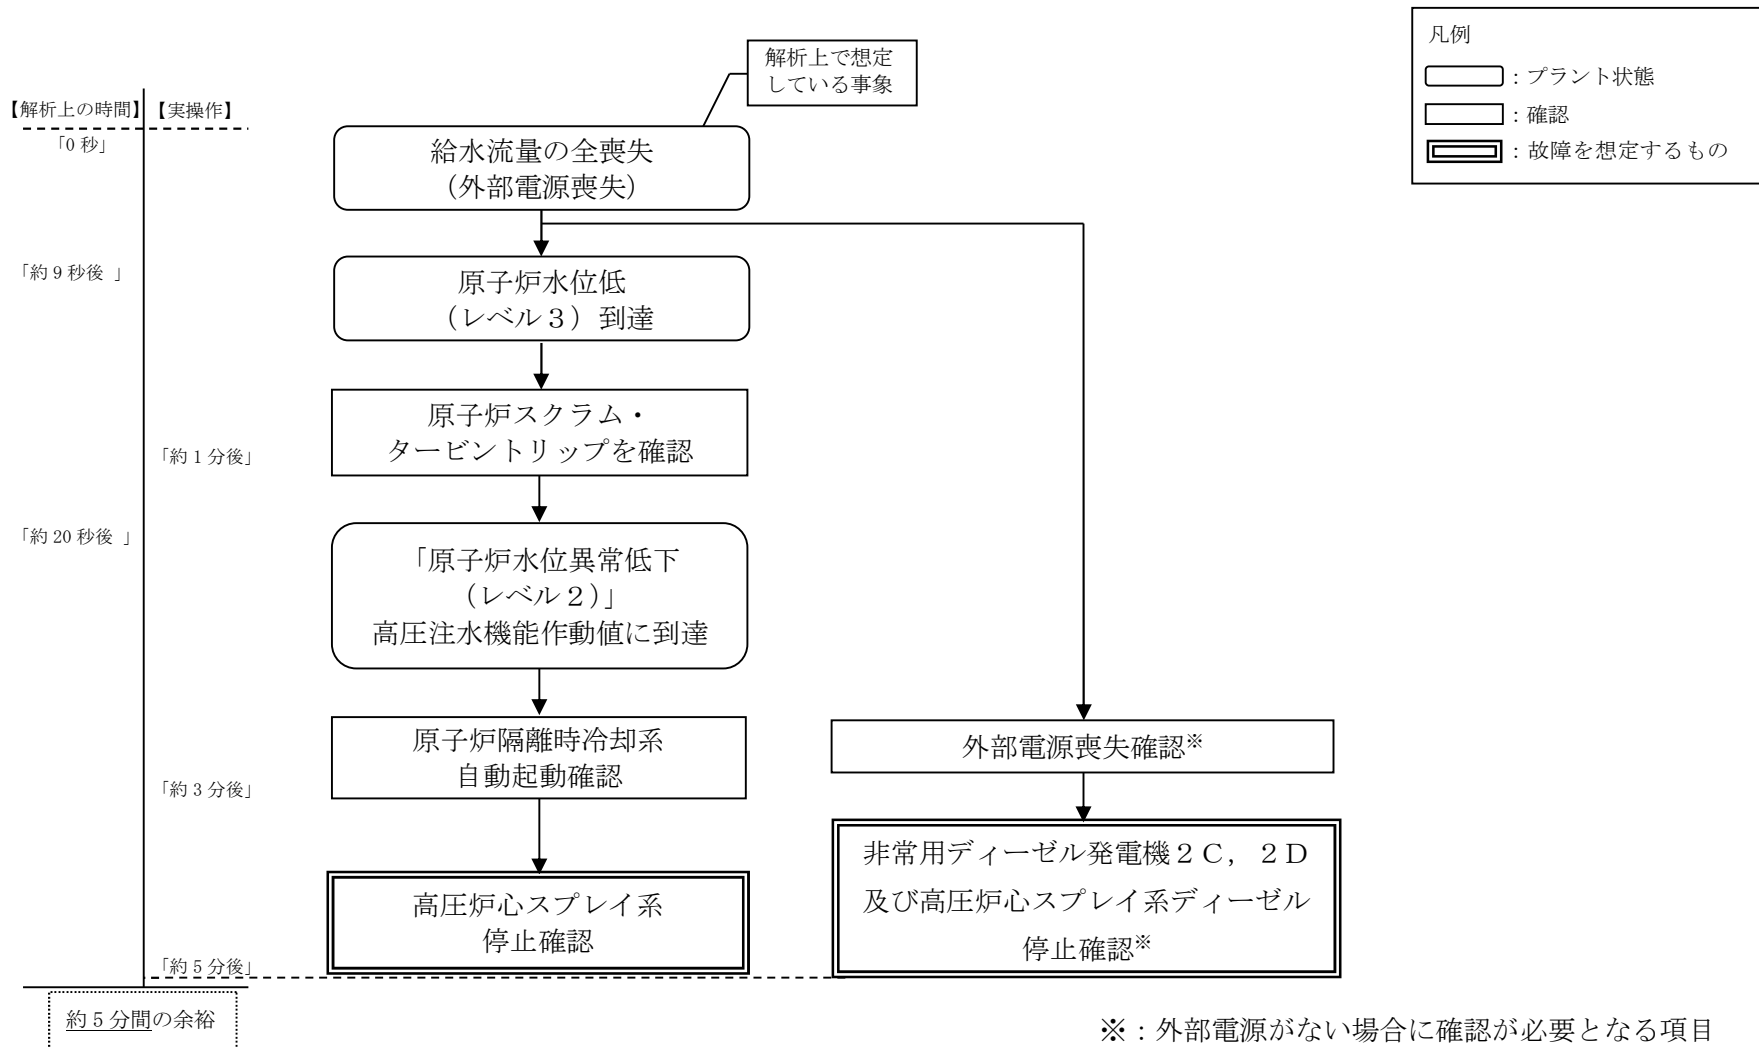 解析上で想定
している事象
凡例
：プラント状態
：確認
：故障を想定するもの
【解析上の時間】
【実操作】
「0 秒」
給水流量の全喪失
（外部電源喪失）
「約 9 秒後 」
原子炉水位低
（レベル３）到達
原子炉スクラム・
タービントリップを確認
「約 1 分後」
「約 20 秒後 」
「原子炉水位異常低下
（レベル２）」
高圧注水機能作動値に到達
原子炉隔離時冷却系
自動起動確認
「約 3 分後」
外部電源喪失確認※
非常用ディーゼル発電機２Ｃ，２Ｄ
及び高圧炉心スプレイ系ディーゼル
停止確認※
高圧炉心スプレイ系
停止確認
「約 5 分後」
約 5 分間の余裕
※：外部電源がない場合に確認が必要となる項目